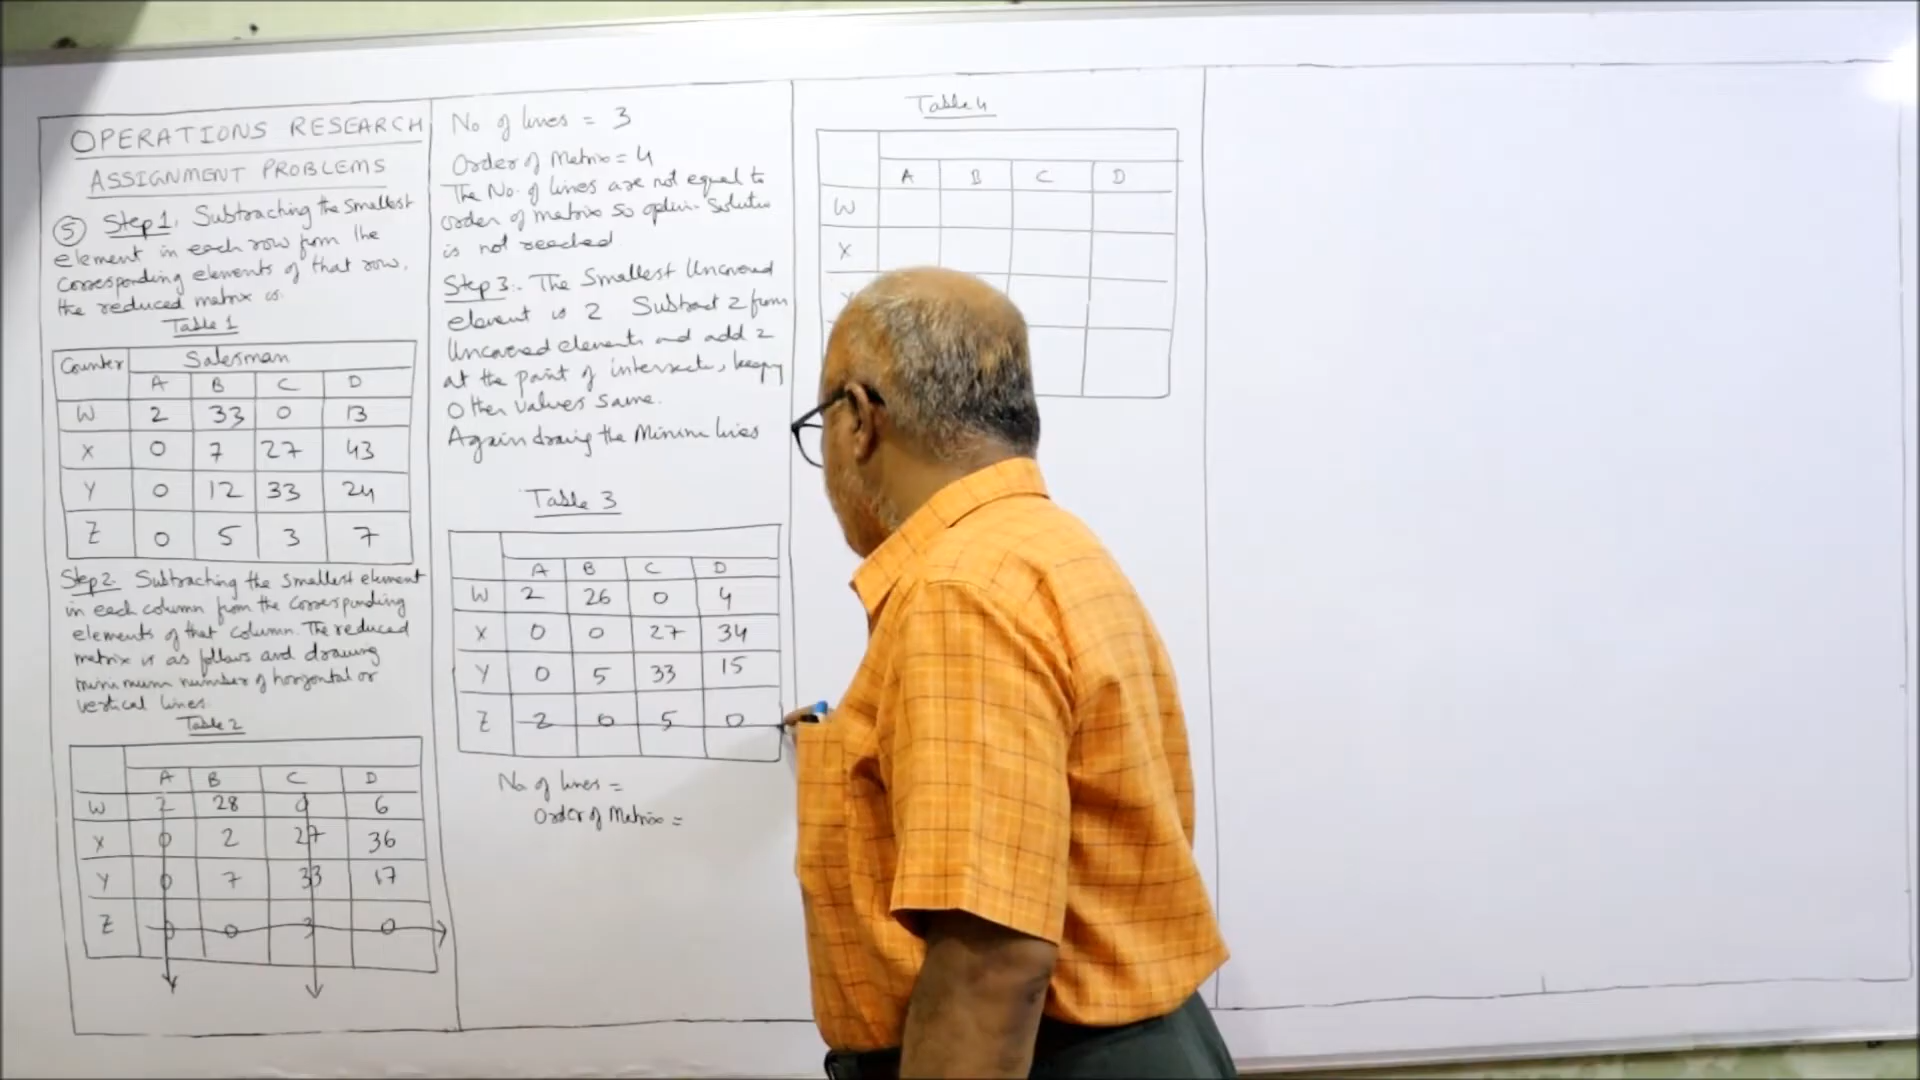 OPERATIONS RESEARCH
ASSIGNMENT PROBLEMS
5 Step 1. Subtracting the smallest
element in each row from the
corresponding elements of that row,
the reduced matrix is.
Table 1
Counter Salesman
A B C D
W 2 33 0 13
X 0 7 27 43
Y 0 12 33 24
Z 0 5 3 7
Step 2. Subtracting the smallest element
in each column from the corresponding
elements of that column. The reduced
matrix is as follows and drawing
minimum number of horizontal or
vertical lines.
Table 2
A B C D
W 2 28 0 6
X 0 2 27 36
Y 0 7 33 17
Z 0 0 3 0
No of lines = 3
Order of Matrix = 4
The No. of lines are not equal to
order of matrix so
is not reached
Step 3:. The Smallest Uncovered
element is 2 Subtract 2 from
Uncovered elements and add 2
at the point of
Other values same.
Again the lines
Table 3
A B C D
W 2 26 0 4
X 0 0 27 34
Y 0 5 33 15
Z 2 0 5 0
No of lines =
Order of Matrix =
Table 4
A B C D
W
X